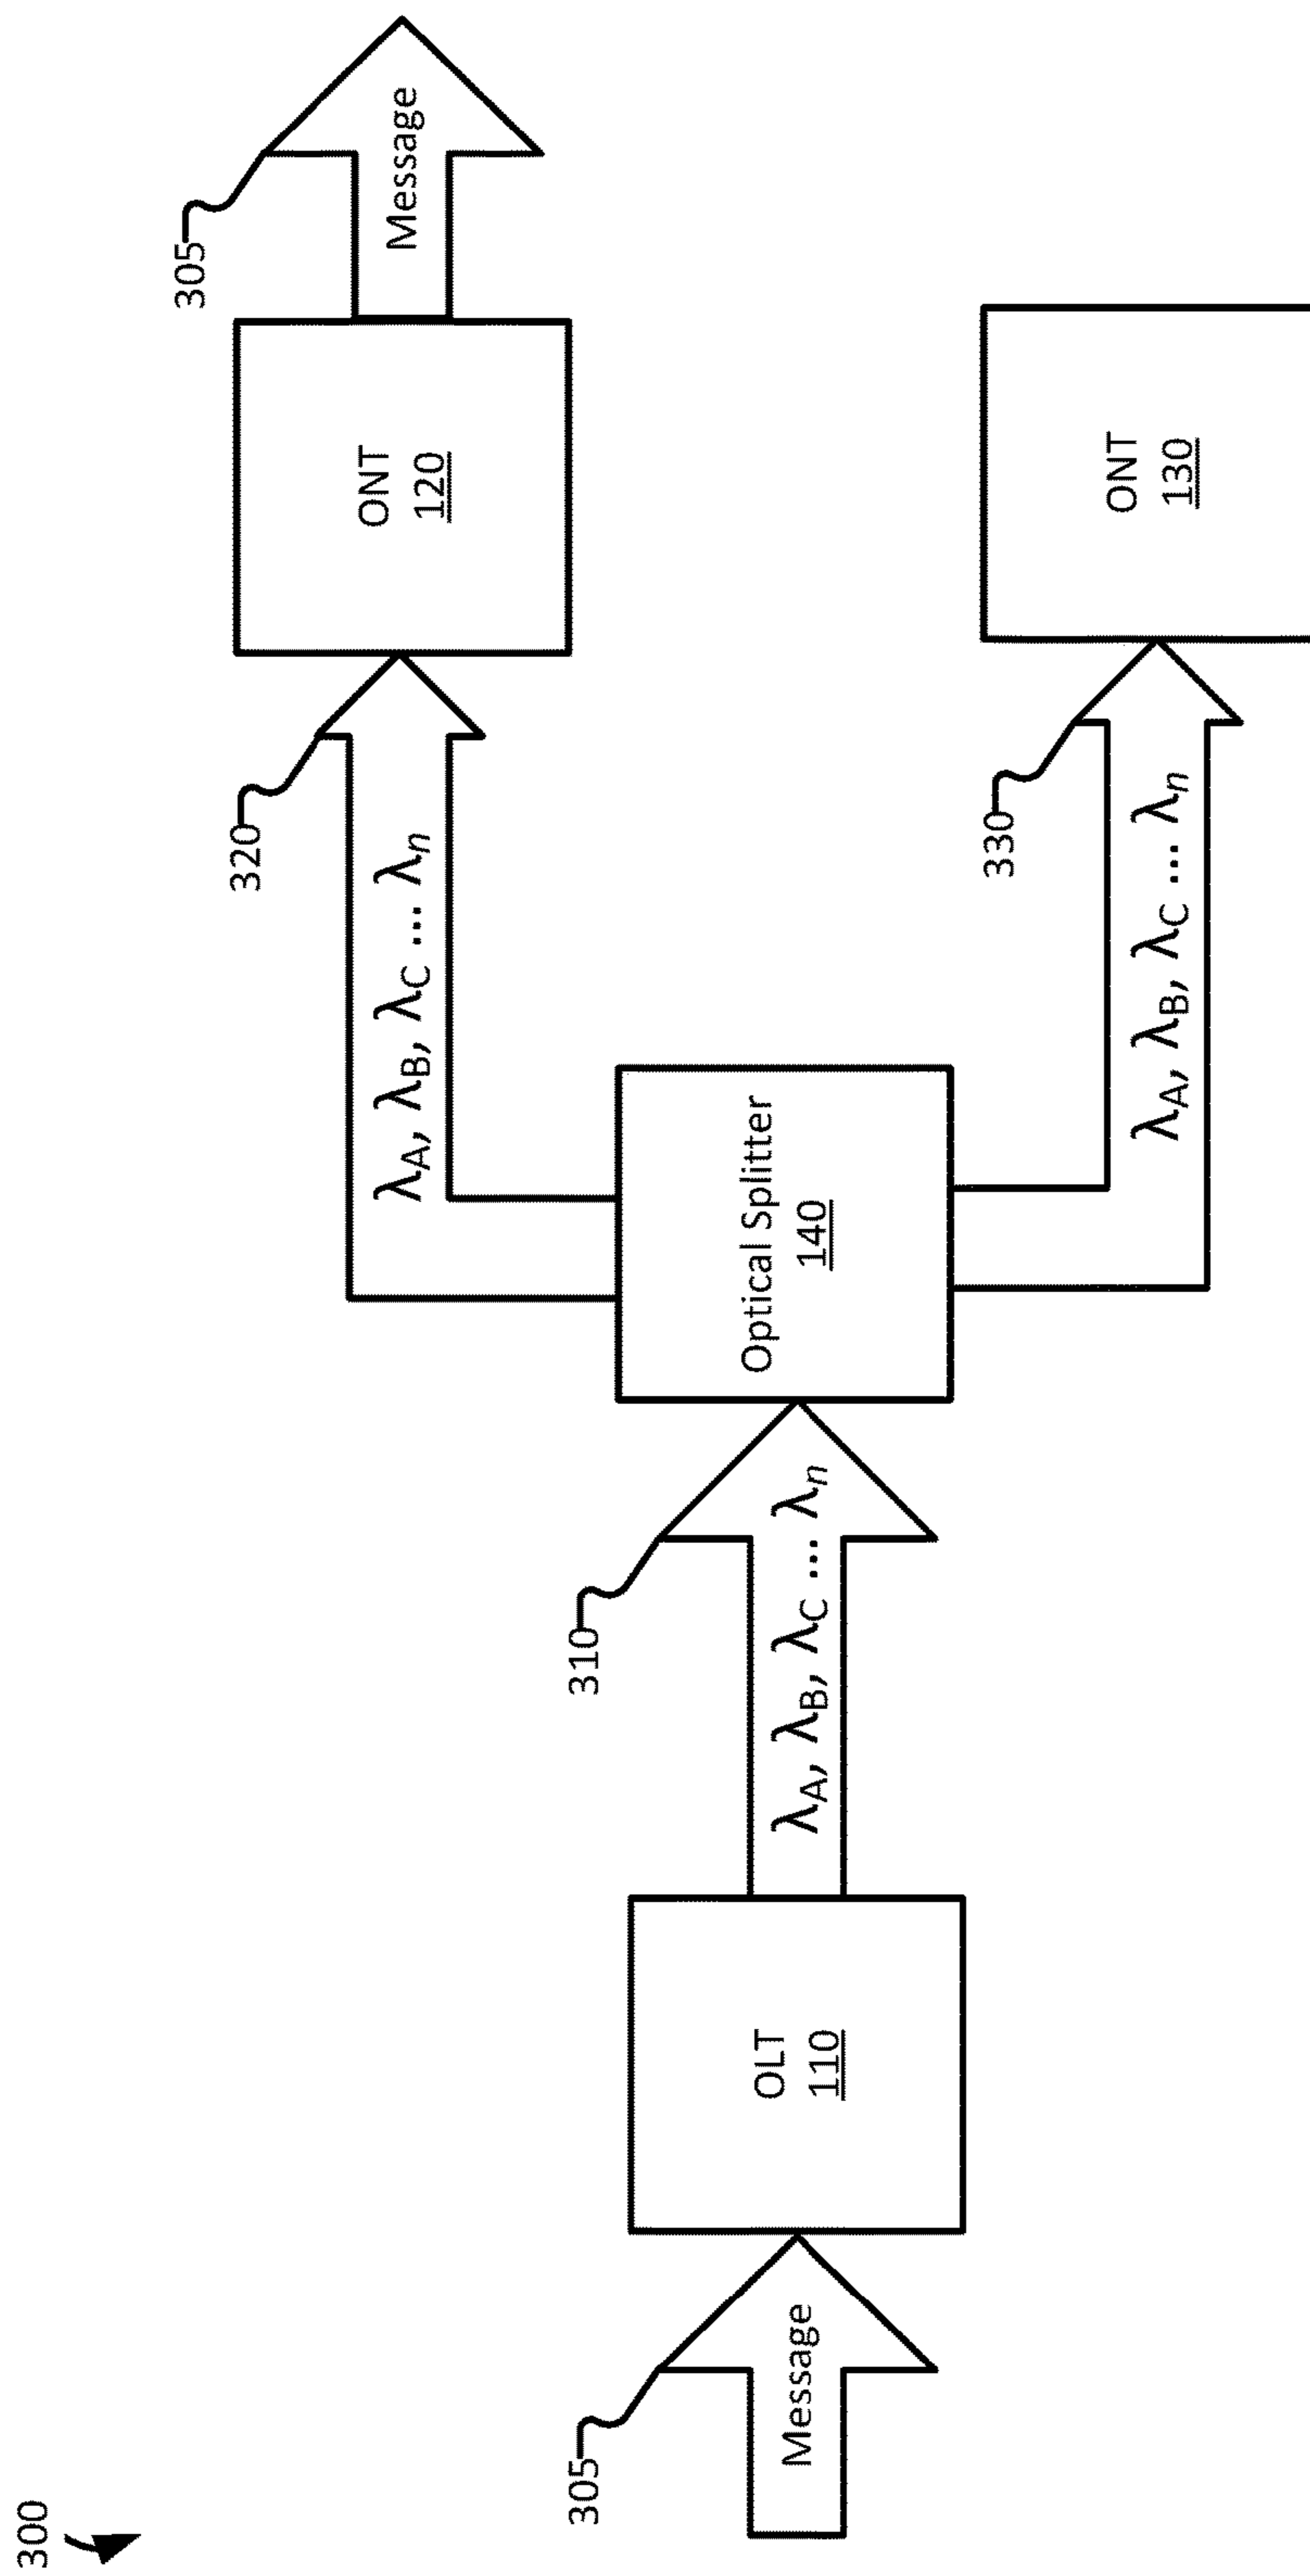 300
305
Message
OLT
110
310
λA, λB, λC ... λn
Optical Splitter
140
320
λA, λB, λC ... λn
ONT
120
305
Message
330
λA, λB, λC ... λn
ONT
130